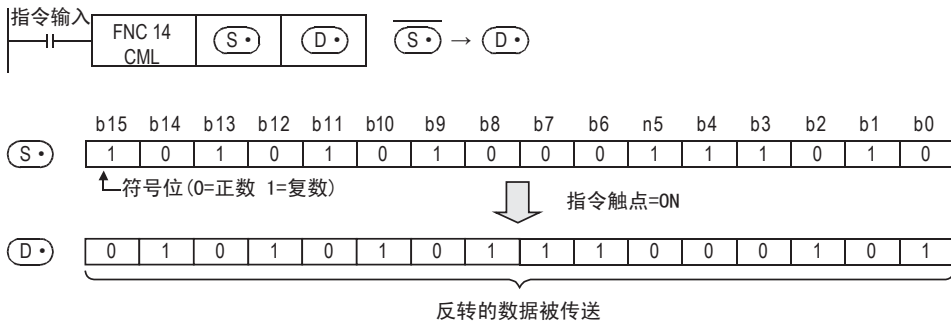 指令输入
FNC 14
CML
S•
D•
S• → D•
b15 b14 b13 b12 b11 b10 b9 b8 b7 b6 n5 b4 b3 b2 b1 b0
S• 1 0 1 0 1 0 1 0 0 0 1 1 1 0 1 0
符号位(0=正数 1=复数)
指令触点=ON
D• 0 1 0 1 0 1 0 1 1 1 0 0 0 1 0 1
反转的数据被传送